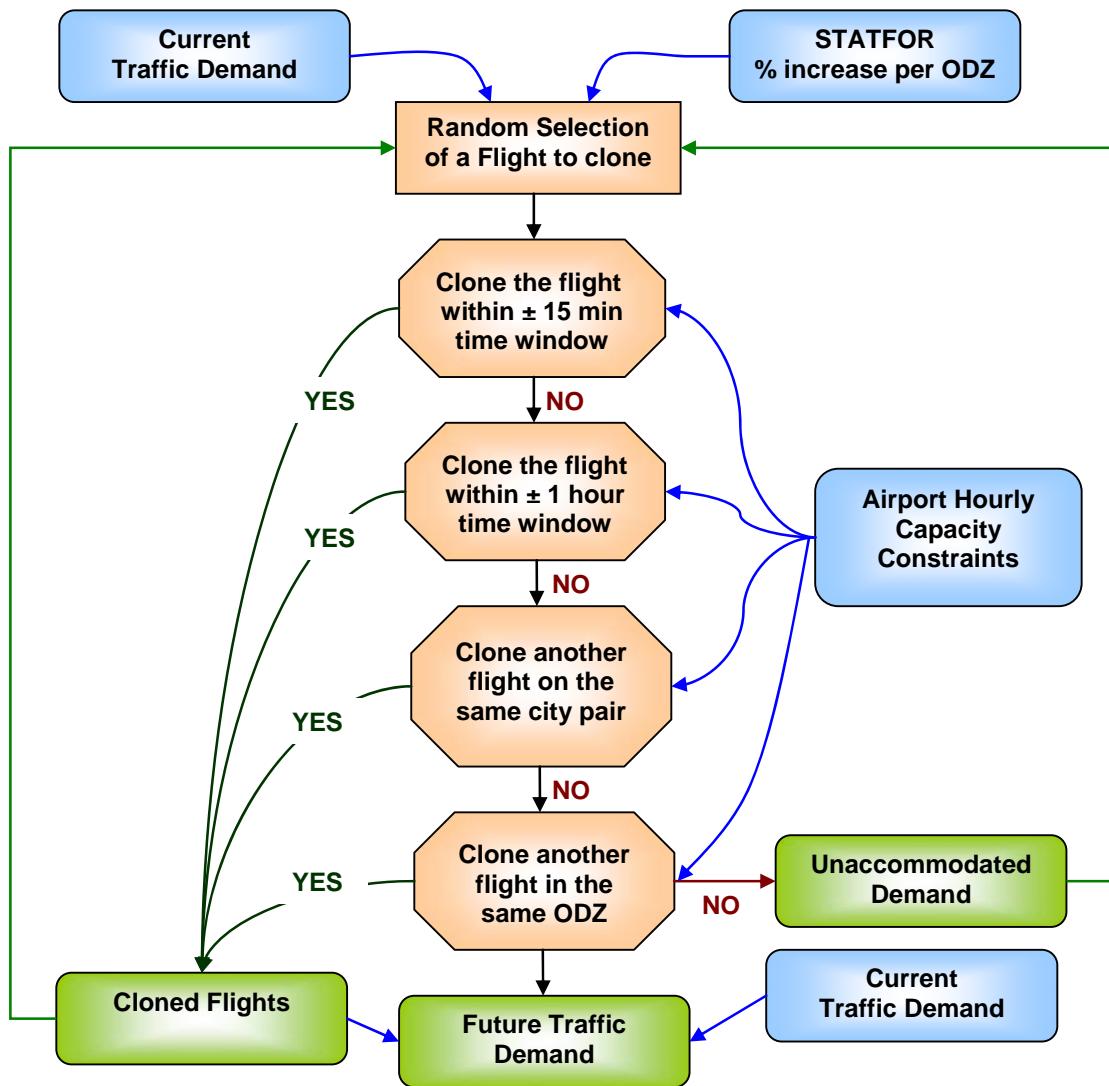 Current
Traffic Demand
STATFOR
% increase per ODZ
Random Selection
of a Flight to clone
Clone the flight
within ± 15 min
time window
YES
NO
Clone the flight
within ± 1 hour
time window
Airport Hourly
Capacity
Constraints
YES
NO
Clone another
flight on the
same city pair
YES
NO
Clone another
flight in the
same ODZ
YES
NO
Unaccommodated
Demand
Cloned Flights
Future Traffic
Demand
Current
Traffic Demand